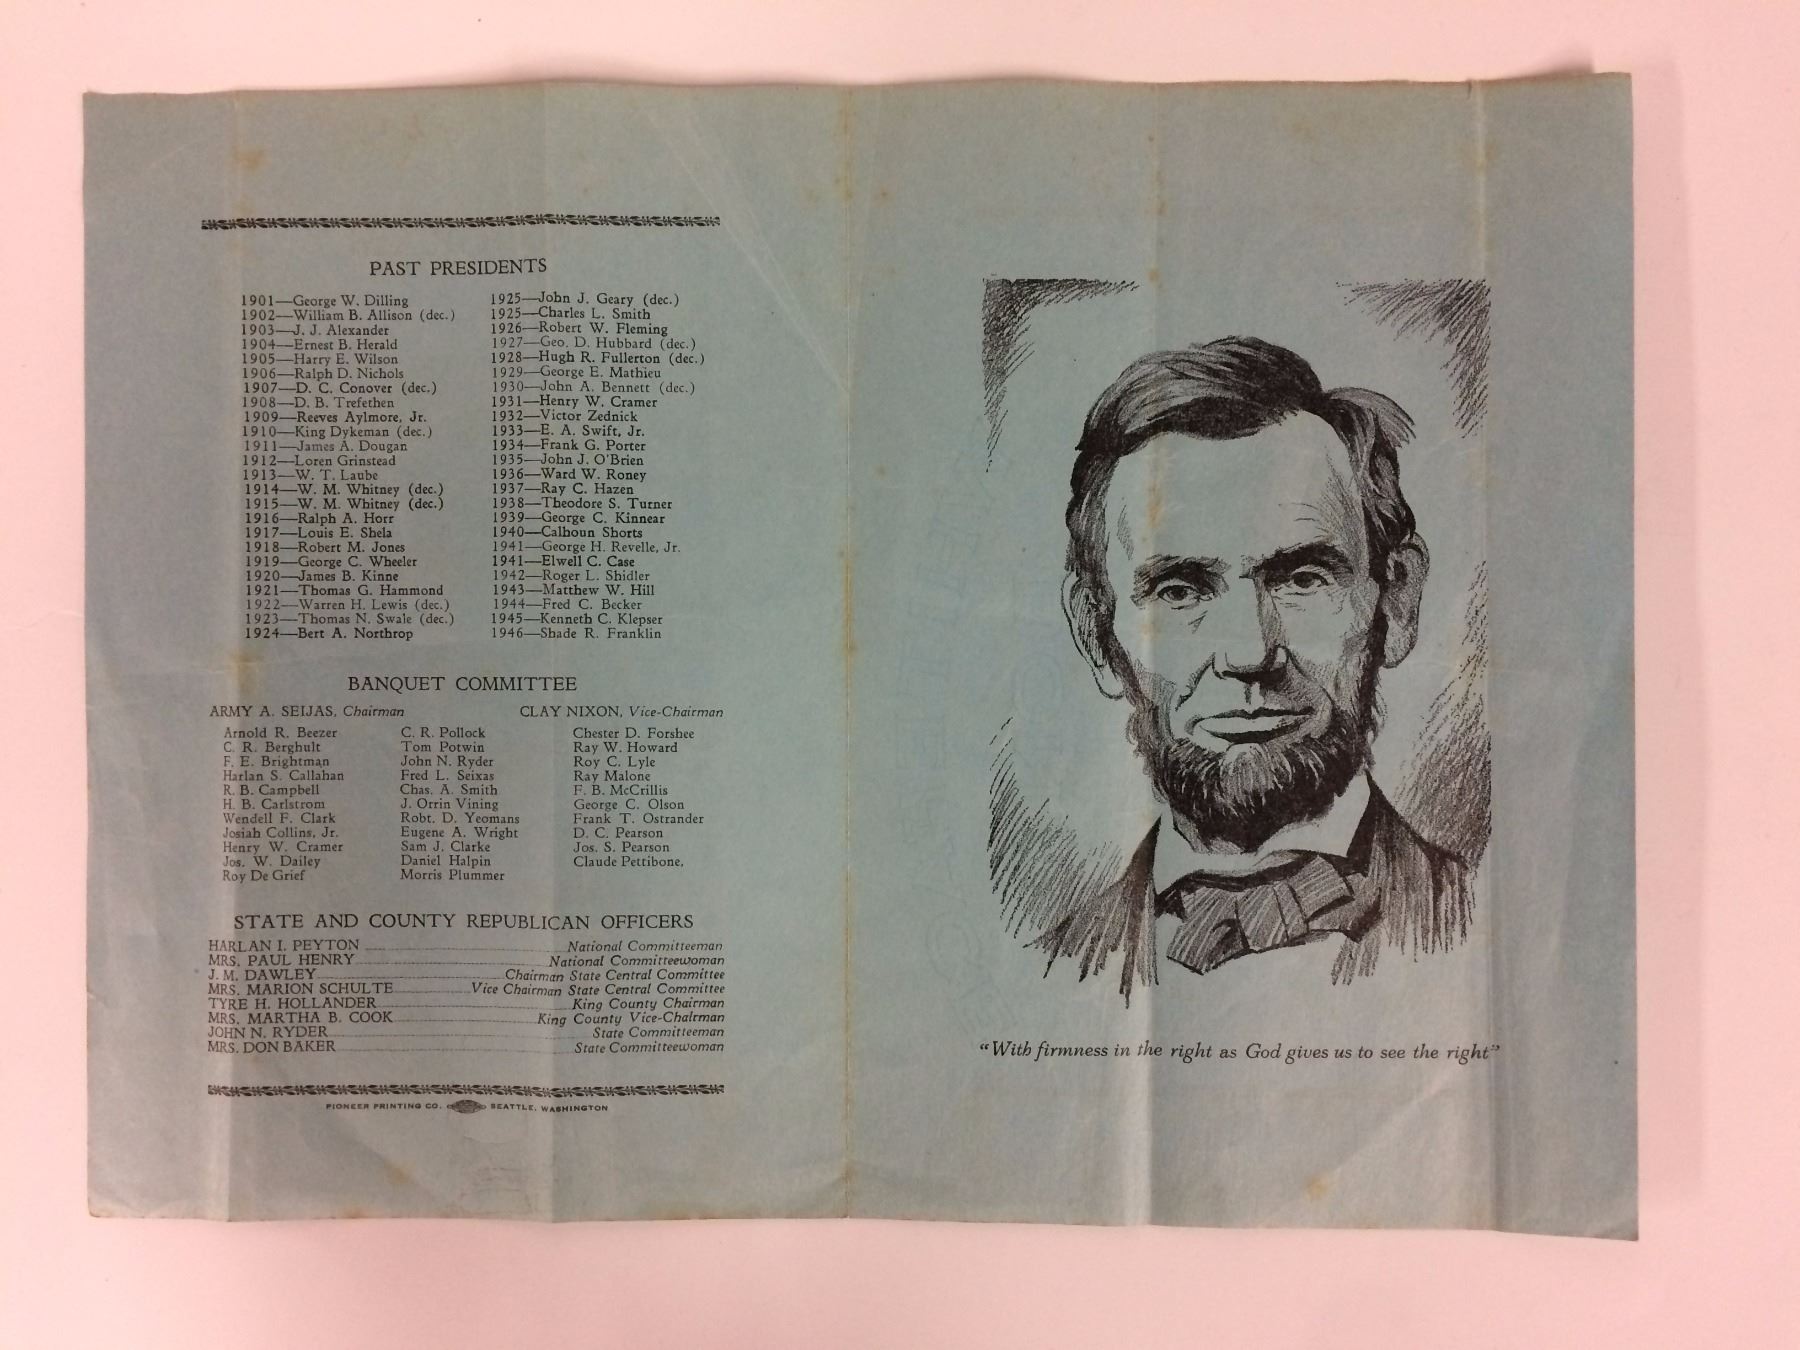 PAST PRESIDENTS
1901—George W. Dilling
1902—William B. Allison (dec.)
1903—J. J. Alexander
1904—Ernest B. Herald
1905—Harry E. Wilson
1906—Ralph D. Nichols
1907—D. C. Conover (dec.)
1908—D. B. Trefethen
1909—Reeves Aylmore, Jr.
1910—King Dykeman (dec.)
1911—James A. Dougan
1912—Loren Grinstead
1913—W. T. Laube
1914—W. M. Whitney (dec.)
1915—W. M. Whitney (dec.)
1916—Ralph A. Horr
1917—Louis E. Shela
1918—Robert M. Jones
1919—George C. Wheeler
1920—James B. Kinne
1921—Thomas G. Hammond
1922—Warren H. Lewis (dec.)
1923—Thomas N. Swale (dec.)
1924—Bert A. Northrop
1925—John J. Geary (dec.)
1925—Charles L. Smith
1926—Robert W. Fleming
1927—Geo. D. Hubbard (dec.)
1928—Hugh R. Fullerton (dec.)
1929—George E. Mathieu
1930—John A. Bennett (dec.)
1931—Henry W. Cramer
1932—Victor Zednick
1933—E. A. Swift, Jr.
1934—Frank G. Porter
1935—John J. O'Brien
1936—Ward W. Roney
1937—Ray C. Hazen
1938—Theodore S. Turner
1939—George C. Kinnear
1940—Calhoun Shorts
1941—George H. Revelle, Jr.
1941—Elwell C. Case
1942—Roger L. Shidler
1943—Matthew W. Hill
1944—Fred C. Becker
1945—Kenneth C. Klepser
1946—Shade R. Franklin
BANQUET COMMITTEE
ARMY A. SEIJAS, Chairman CLAY NIXON, Vice-Chairman
Arnold R. Beezer
C. R. Berghult
F. E. Brightman
Harlan S. Callahan
R. B. Campbell
H. B. Carlstrom
Wendell F. Clark
Josiah Collins, Jr.
Henry W. Cramer
Jos. W. Dailey
Roy De Grief
C. R. Pollock
Tom Potwin
John N. Ryder
Fred L. Seixas
Chas. A. Smith
J. Orrin Vining
Robt. D. Yeomans
Eugene A. Wright
Sam J. Clarke
Daniel Halpin
Morris Plummer
Chester D. Forshee
Ray W. Howard
Roy C. Lyle
Ray Malone
F. B. McCrillis
George C. Olson
Frank T. Ostrander
D. C. Pearson
Jos. S. Pearson
Claude Pettibone,
STATE AND COUNTY REPUBLICAN OFFICERS
HARLAN I. PEYTON National Committeeman
MRS. PAUL HENRY National Committeewoman
J. M. DAWLEY Chairman State Central Committee
MRS. MARION SCHULTE Vice Chairman State Central Committee
TYRE H. HOLLANDER King County Chairman
MRS. MARTHA B. COOK King County Vice-Chairman
JOHN N. RYDER State Committeeman
MRS. DON BAKER State Committeewoman
PIONEER PRINTING CO. SEATTLE, WASHINGTON
"With firmness in the right as God gives us to see the right"